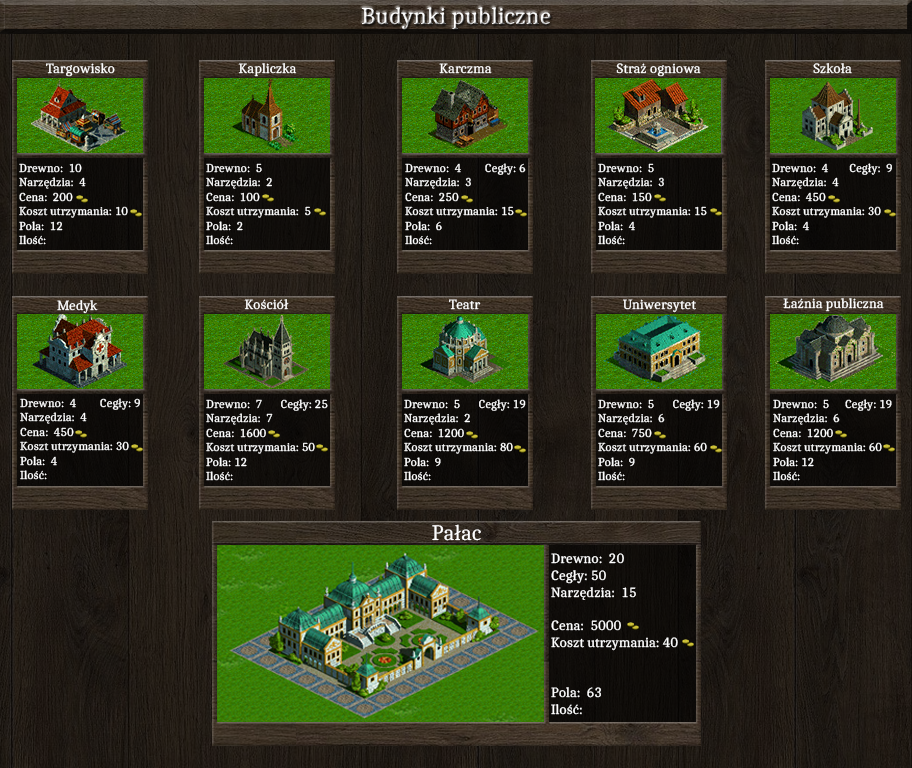 Budynki publiczne
Targowisko
Drewno: 10
Narzędzia: 4
Cena: 200
Koszt utrzymania: 10
Pola: 12
Ilość:
Kapliczka
Drewno: 5
Narzędzia: 2
Cena: 100
Koszt utrzymania: 5
Pola: 2
Ilość:
Karczma
Drewno: 4 Cegły: 6
Narzędzia: 3
Cena: 250
Koszt utrzymania: 15
Pola: 6
Ilość:
Straż ogniowa
Drewno: 5
Narzędzia: 3
Cena: 150
Koszt utrzymania: 15
Pola: 4
Ilość:
Szkoła
Drewno: 4 Cegły: 9
Narzędzia: 4
Cena: 450
Koszt utrzymania: 30
Pola: 4
Ilość:
Medyk
Drewno: 4 Cegły: 9
Narzędzia: 4
Cena: 450
Koszt utrzymania: 30
Pola: 4
Ilość:
Kościół
Drewno: 7 Cegły: 25
Narzędzia: 7
Cena: 1600
Koszt utrzymania: 50
Pola: 12
Ilość:
Teatr
Drewno: 5 Cegły: 19
Narzędzia: 2
Cena: 1200
Koszt utrzymania: 80
Pola: 9
Ilość:
Uniwersytet
Drewno: 5 Cegły: 19
Narzędzia: 6
Cena: 750
Koszt utrzymania: 60
Pola: 9
Ilość:
Łaźnia publiczna
Drewno: 5 Cegły: 19
Narzędzia: 6
Cena: 1200
Koszt utrzymania: 60
Pola: 12
Ilość:
Pałac
Drewno: 20
Cegły: 50
Narzędzia: 15
Cena: 5000
Koszt utrzymania: 40
Pola: 63
Ilość: